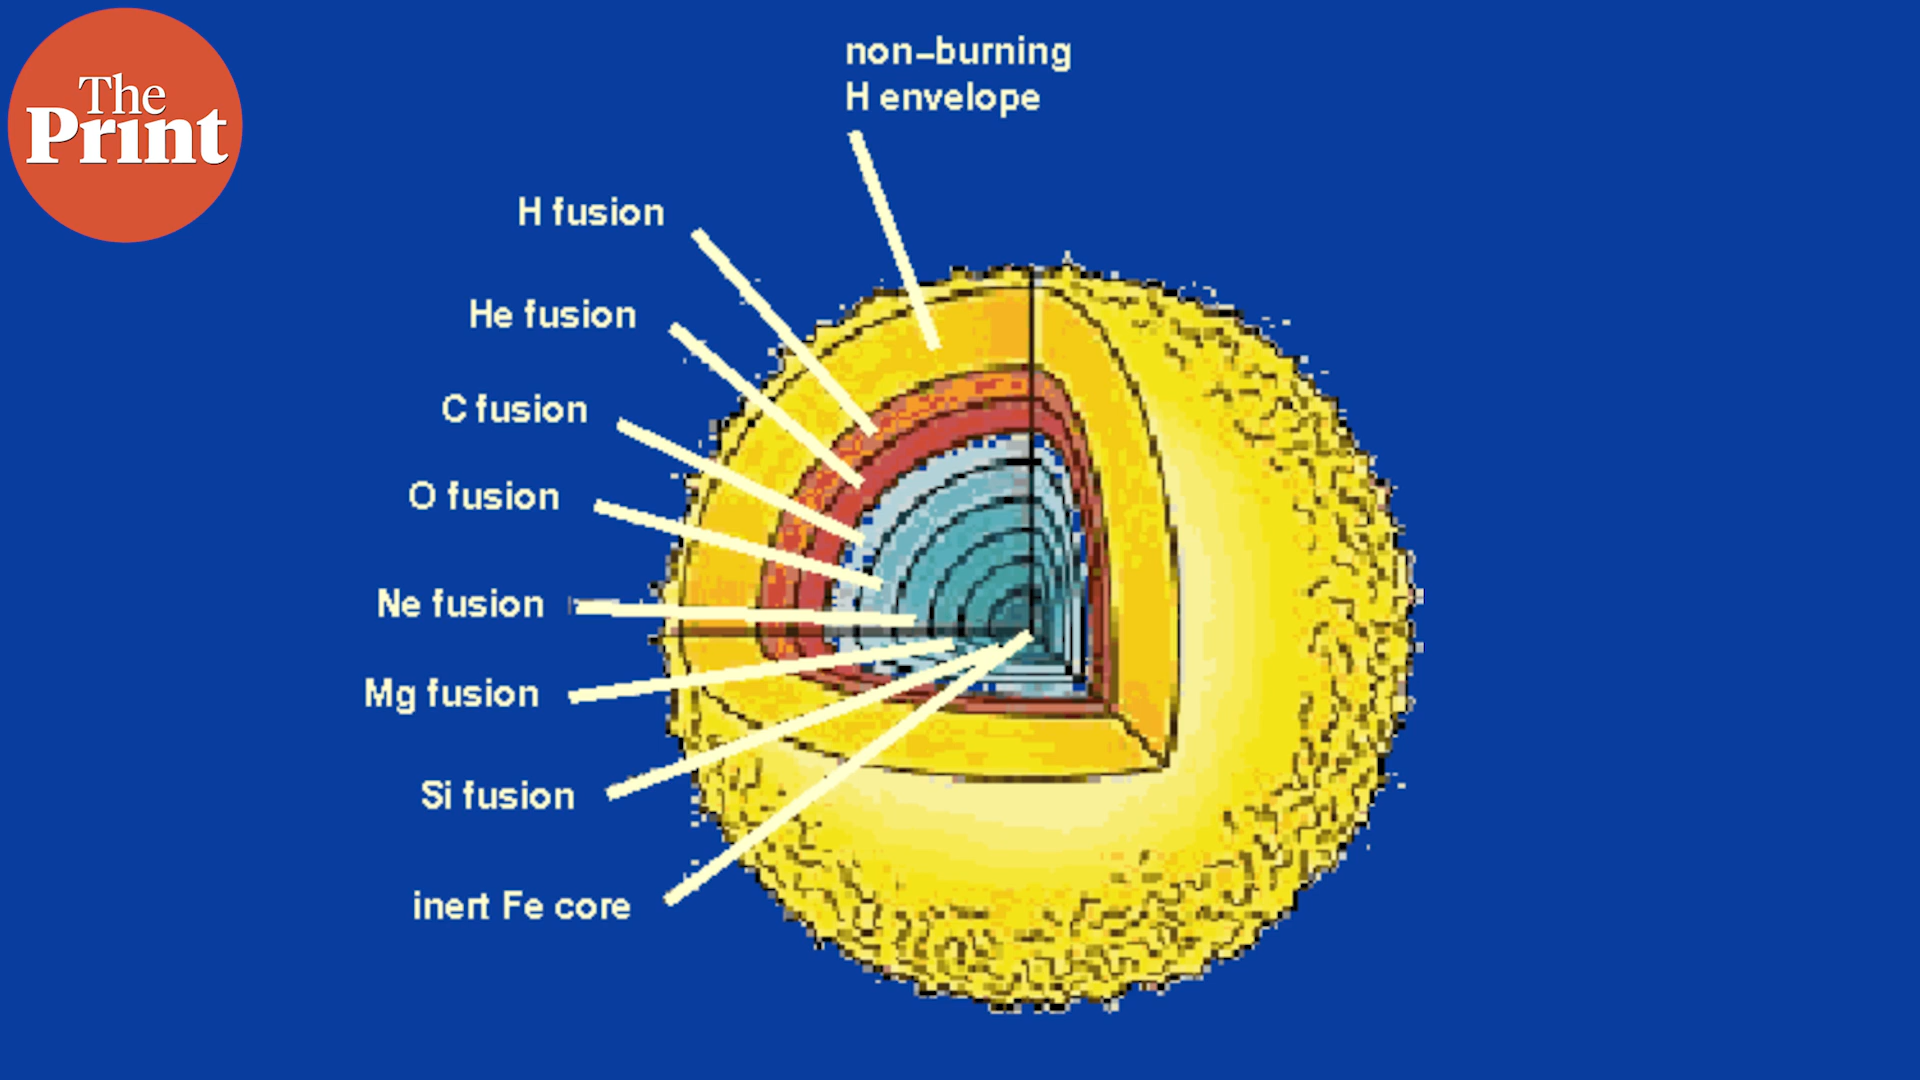 The
Print
non-burning
H envelope
H fusion
He fusion
C fusion
O fusion
Ne fusion
Mg fusion
Si fusion
inert Fe core